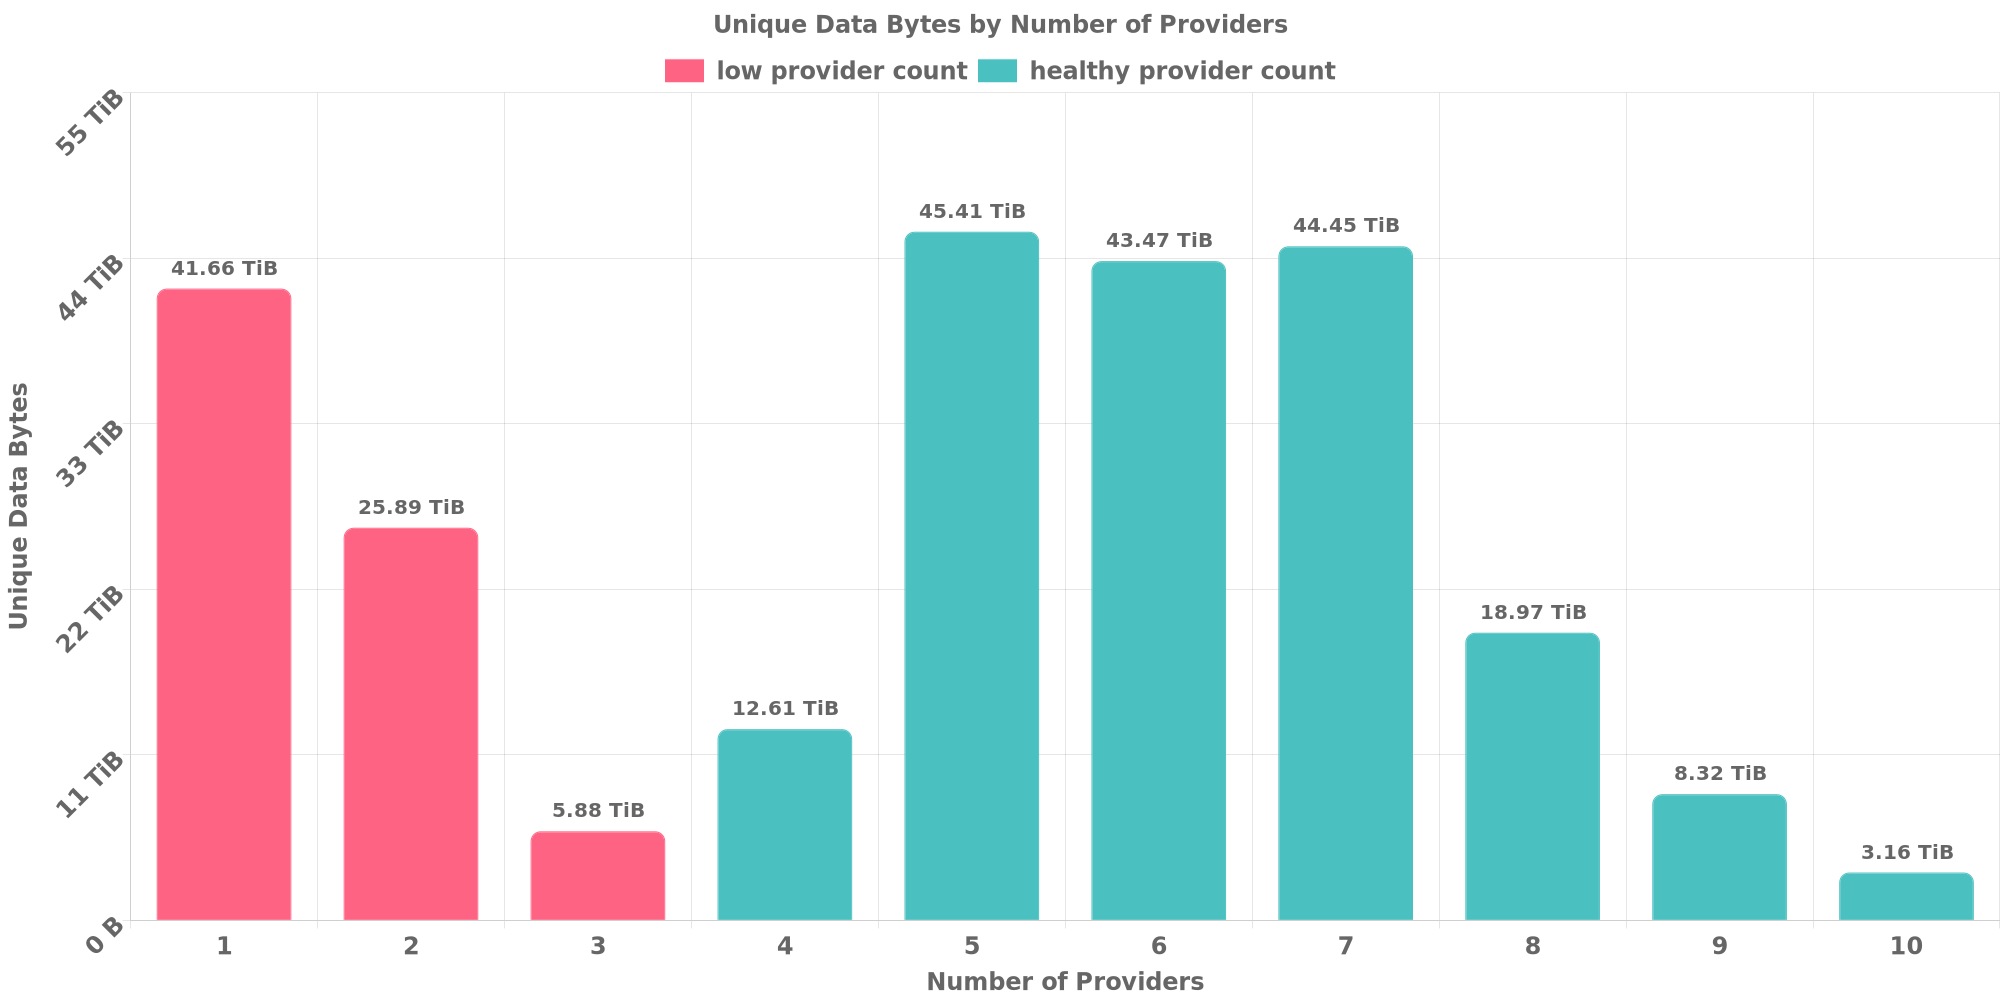 Unique Data Bytes by Number of Providers
low provider count
healthy provider count
55 TiB
44 TiB
33 TiB
22 TiB
11 TiB
0 B
Unique Data Bytes
41.66 TiB
25.89 TiB
5.88 TiB
12.61 TiB
45.41 TiB
43.47 TiB
44.45 TiB
18.97 TiB
8.32 TiB
3.16 TiB
1 2 3 4 5 6 7 8 9 10
Number of Providers